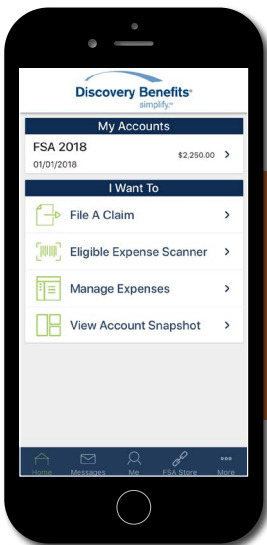 Discovery Benefits®
simplify.™
My Accounts
FSA 2018
$2,250.00
01/01/2018
I Want To
File A Claim
Eligible Expense Scanner
Manage Expenses
View Account Snapshot
Home Messages Me FSA Store More